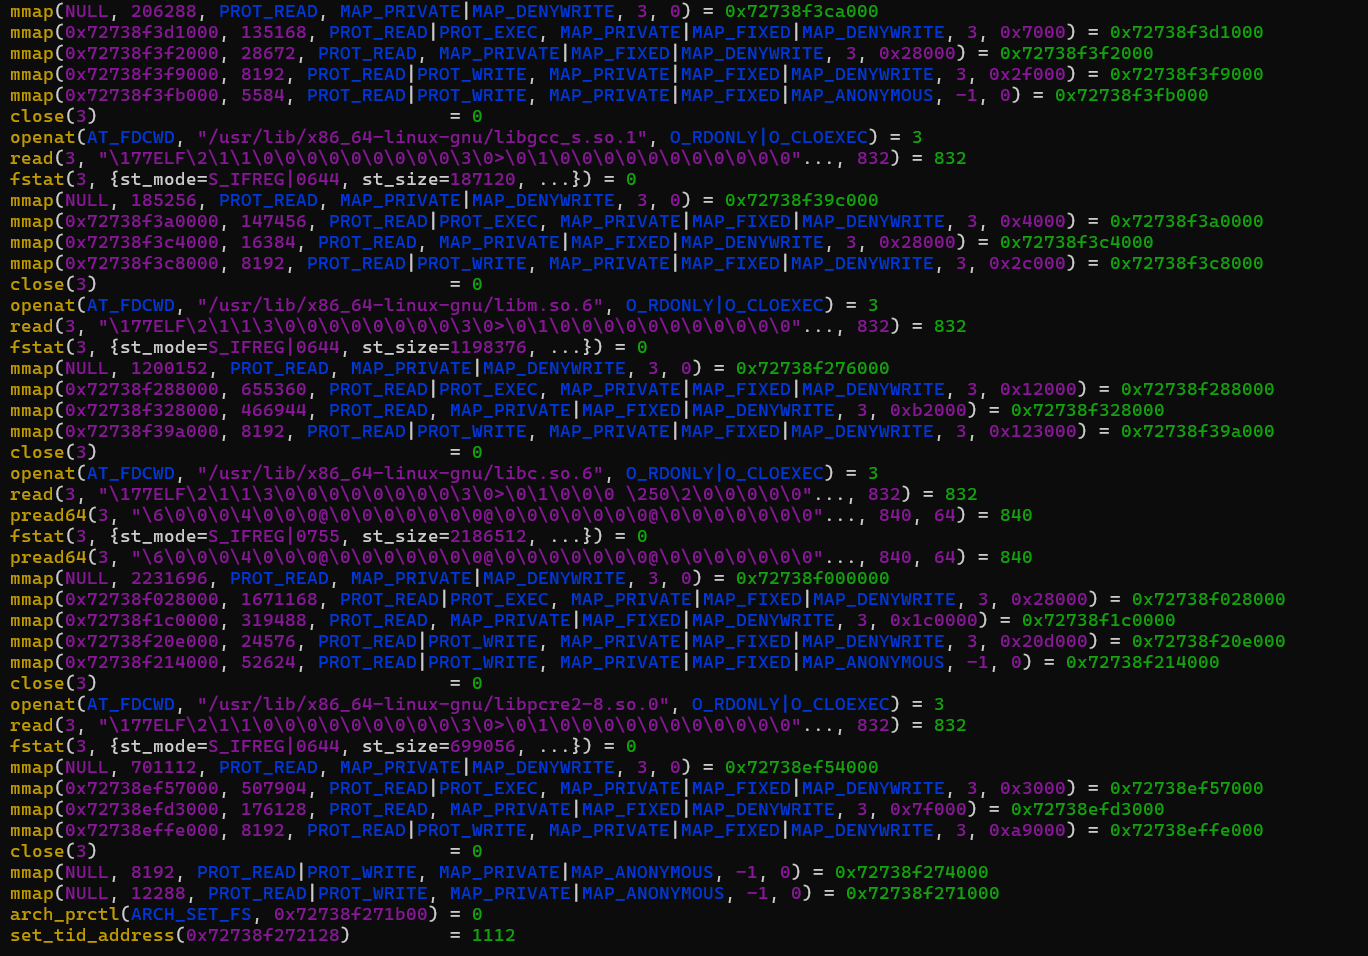 mmap(NULL, 206288, PROT_READ, MAP_PRIVATE|MAP_DENYWRITE, 3, 0) = 0x72738f3ca000
mmap(0x72738f3d1000, 135168, PROT_READ|PROT_EXEC, MAP_PRIVATE|MAP_FIXED|MAP_DENYWRITE, 3, 0x7000) = 0x72738f3d1000
mmap(0x72738f3f2000, 28672, PROT_READ, MAP_PRIVATE|MAP_FIXED|MAP_DENYWRITE, 3, 0x28000) = 0x72738f3f2000
mmap(0x72738f3f9000, 8192, PROT_READ|PROT_WRITE, MAP_PRIVATE|MAP_FIXED|MAP_DENYWRITE, 3, 0x2f000) = 0x72738f3f9000
mmap(0x72738f3fb000, 5584, PROT_READ|PROT_WRITE, MAP_PRIVATE|MAP_FIXED|MAP_ANONYMOUS, -1, 0) = 0x72738f3fb000
close(3)                                = 0
openat(AT_FDCWD, "/usr/lib/x86_64-linux-gnu/libgcc_s.so.1", O_RDONLY|O_CLOEXEC) = 3
read(3, "\177ELF\2\1\1\0\0\0\0\0\0\0\0\0\3\0>\0\1\0\0\0\0\0\0\0\0\0\0\0"..., 832) = 832
fstat(3, {st_mode=S_IFREG|0644, st_size=187120, ...}) = 0
mmap(NULL, 185256, PROT_READ, MAP_PRIVATE|MAP_DENYWRITE, 3, 0) = 0x72738f39c000
mmap(0x72738f3a0000, 147456, PROT_READ|PROT_EXEC, MAP_PRIVATE|MAP_FIXED|MAP_DENYWRITE, 3, 0x4000) = 0x72738f3a0000
mmap(0x72738f3c4000, 16384, PROT_READ, MAP_PRIVATE|MAP_FIXED|MAP_DENYWRITE, 3, 0x28000) = 0x72738f3c4000
mmap(0x72738f3c8000, 8192, PROT_READ|PROT_WRITE, MAP_PRIVATE|MAP_FIXED|MAP_DENYWRITE, 3, 0x2c000) = 0x72738f3c8000
close(3)                                = 0
openat(AT_FDCWD, "/usr/lib/x86_64-linux-gnu/libm.so.6", O_RDONLY|O_CLOEXEC) = 3
read(3, "\177ELF\2\1\1\3\0\0\0\0\0\0\0\0\3\0>\0\1\0\0\0\0\0\0\0\0\0\0\0"..., 832) = 832
fstat(3, {st_mode=S_IFREG|0644, st_size=1198376, ...}) = 0
mmap(NULL, 1200152, PROT_READ, MAP_PRIVATE|MAP_DENYWRITE, 3, 0) = 0x72738f276000
mmap(0x72738f288000, 655360, PROT_READ|PROT_EXEC, MAP_PRIVATE|MAP_FIXED|MAP_DENYWRITE, 3, 0x12000) = 0x72738f288000
mmap(0x72738f328000, 466944, PROT_READ, MAP_PRIVATE|MAP_FIXED|MAP_DENYWRITE, 3, 0xb2000) = 0x72738f328000
mmap(0x72738f39a000, 8192, PROT_READ|PROT_WRITE, MAP_PRIVATE|MAP_FIXED|MAP_DENYWRITE, 3, 0x123000) = 0x72738f39a000
close(3)                                = 0
openat(AT_FDCWD, "/usr/lib/x86_64-linux-gnu/libc.so.6", O_RDONLY|O_CLOEXEC) = 3
read(3, "\177ELF\2\1\1\3\0\0\0\0\0\0\0\0\3\0>\0\1\0\0\0 \250\2\0\0\0\0\0"..., 832) = 832
pread64(3, "\6\0\0\0\4\0\0\0@\0\0\0\0\0\0\0@\0\0\0\0\0\0\0@\0\0\0\0\0\0\0"..., 840, 64) = 840
fstat(3, {st_mode=S_IFREG|0755, st_size=2186512, ...}) = 0
pread64(3, "\6\0\0\0\4\0\0\0@\0\0\0\0\0\0\0@\0\0\0\0\0\0\0@\0\0\0\0\0\0\0"..., 840, 64) = 840
mmap(NULL, 2231696, PROT_READ, MAP_PRIVATE|MAP_DENYWRITE, 3, 0) = 0x72738f000000
mmap(0x72738f028000, 1671168, PROT_READ|PROT_EXEC, MAP_PRIVATE|MAP_FIXED|MAP_DENYWRITE, 3, 0x28000) = 0x72738f028000
mmap(0x72738f1c0000, 319488, PROT_READ, MAP_PRIVATE|MAP_FIXED|MAP_DENYWRITE, 3, 0x1c0000) = 0x72738f1c0000
mmap(0x72738f20e000, 24576, PROT_READ|PROT_WRITE, MAP_PRIVATE|MAP_FIXED|MAP_DENYWRITE, 3, 0x20d000) = 0x72738f20e000
mmap(0x72738f214000, 52624, PROT_READ|PROT_WRITE, MAP_PRIVATE|MAP_FIXED|MAP_ANONYMOUS, -1, 0) = 0x72738f214000
close(3)                                = 0
openat(AT_FDCWD, "/usr/lib/x86_64-linux-gnu/libpcre2-8.so.0", O_RDONLY|O_CLOEXEC) = 3
read(3, "\177ELF\2\1\1\0\0\0\0\0\0\0\0\0\3\0>\0\1\0\0\0\0\0\0\0\0\0\0\0"..., 832) = 832
fstat(3, {st_mode=S_IFREG|0644, st_size=699056, ...}) = 0
mmap(NULL, 701112, PROT_READ, MAP_PRIVATE|MAP_DENYWRITE, 3, 0) = 0x72738ef54000
mmap(0x72738ef57000, 507904, PROT_READ|PROT_EXEC, MAP_PRIVATE|MAP_FIXED|MAP_DENYWRITE, 3, 0x3000) = 0x72738ef57000
mmap(0x72738efd3000, 176128, PROT_READ, MAP_PRIVATE|MAP_FIXED|MAP_DENYWRITE, 3, 0x7f000) = 0x72738efd3000
mmap(0x72738effe000, 8192, PROT_READ|PROT_WRITE, MAP_PRIVATE|MAP_FIXED|MAP_DENYWRITE, 3, 0xa9000) = 0x72738effe000
close(3)                                = 0
mmap(NULL, 8192, PROT_READ|PROT_WRITE, MAP_PRIVATE|MAP_ANONYMOUS, -1, 0) = 0x72738f274000
mmap(NULL, 12288, PROT_READ|PROT_WRITE, MAP_PRIVATE|MAP_ANONYMOUS, -1, 0) = 0x72738f271000
arch_prctl(ARCH_SET_FS, 0x72738f271b00) = 0
set_tid_address(0x72738f272128)         = 1112